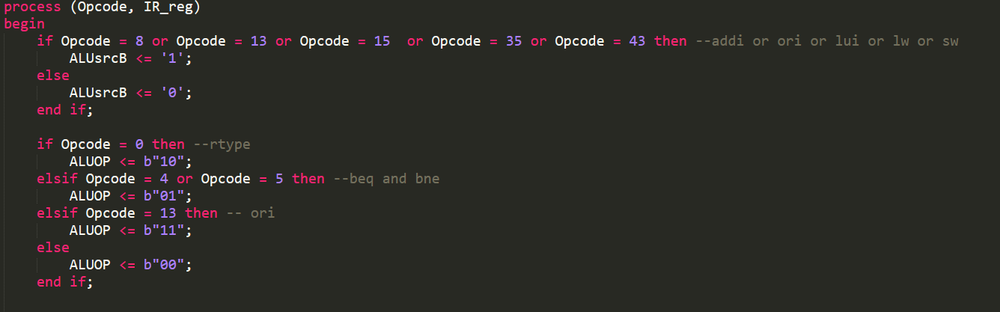 process (Opcode, IR_reg)
begin
    if Opcode = 8 or Opcode = 13 or Opcode = 15  or Opcode = 35 or Opcode = 43 then --addi or ori or lui or lw or sw
        ALUsrcB <= '1';
    else
        ALUsrcB <= '0';
    end if;
    if Opcode = 0 then --rtype
        ALUOP <= b"10";
    elsif Opcode = 4 or Opcode = 5 then --beq and bne
        ALUOP <= b"01";
    elsif Opcode = 13 then -- ori
        ALUOP <= b"11";
    else
        ALUOP <= b"00";
    end if;